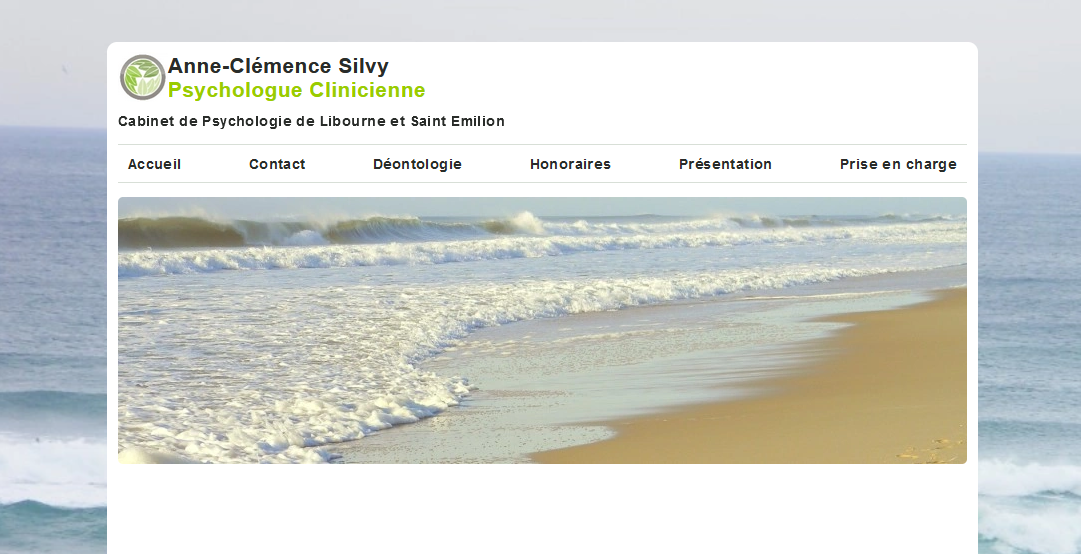 Anne-Clémence Silvy
Psychologue Clinicienne
Cabinet de Psychologie de Libourne et Saint Emilion
Accueil Contact Déontologie Honoraires Présentation Prise en charge